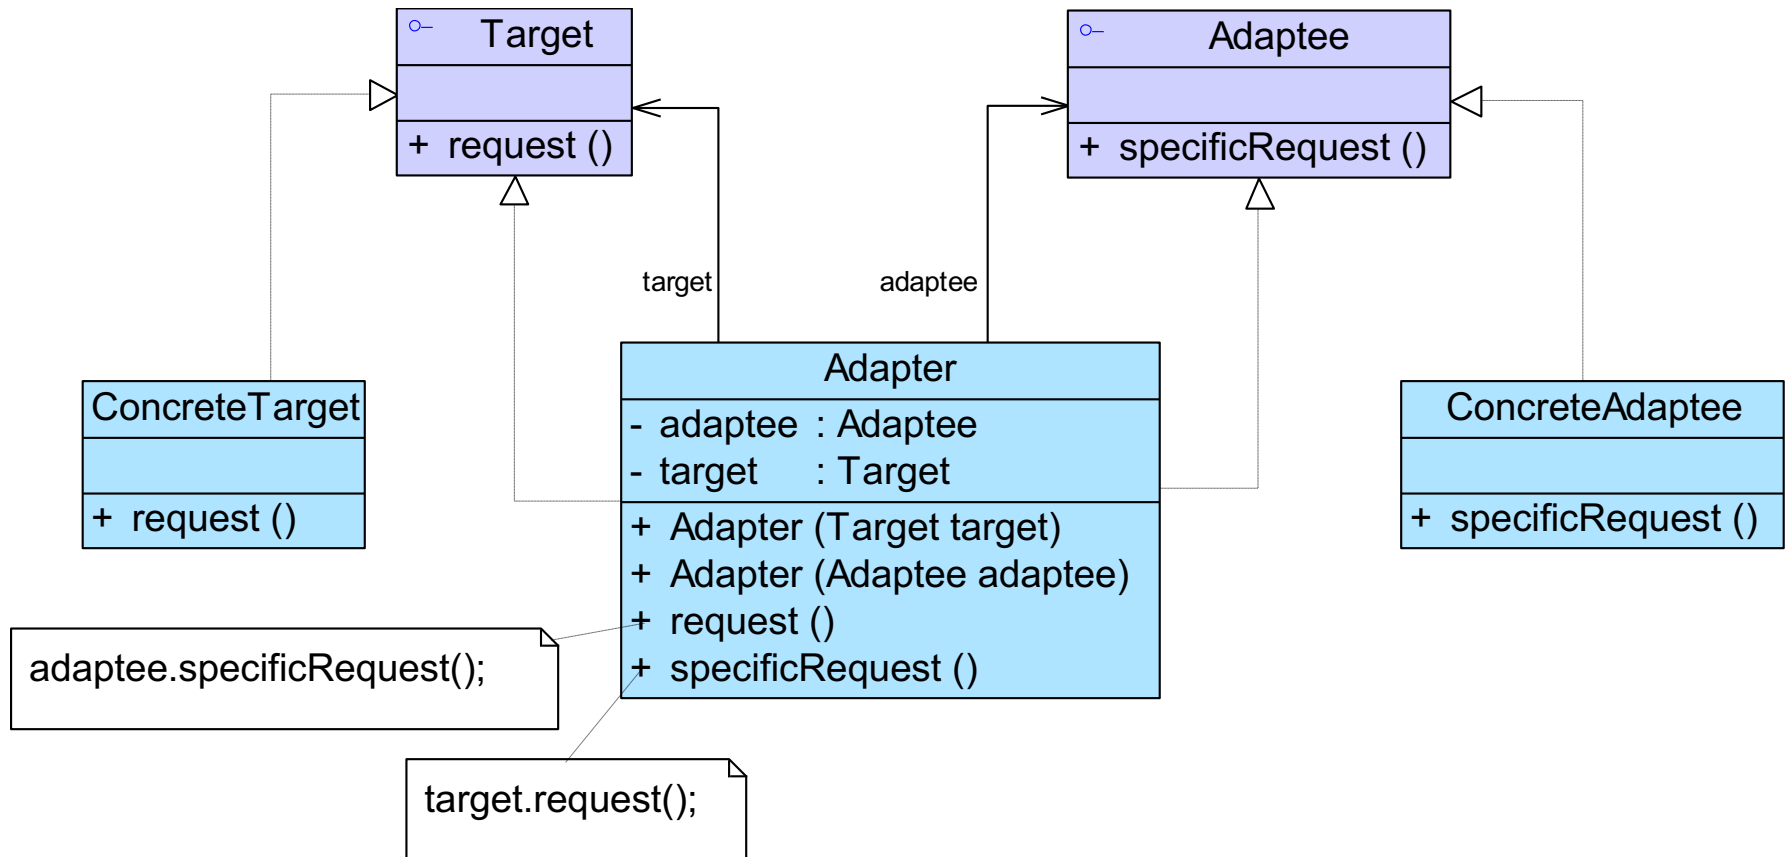 Target
+ request ()
Adaptee
+ specificRequest ()
target
adaptee
ConcreteTarget
+ request ()
Adapter
- adaptee : Adaptee
- target : Target
+ Adapter (Target target)
+ Adapter (Adaptee adaptee)
+ request ()
+ specificRequest ()
ConcreteAdaptee
+ specificRequest ()
adaptee.specificRequest();
target.request();